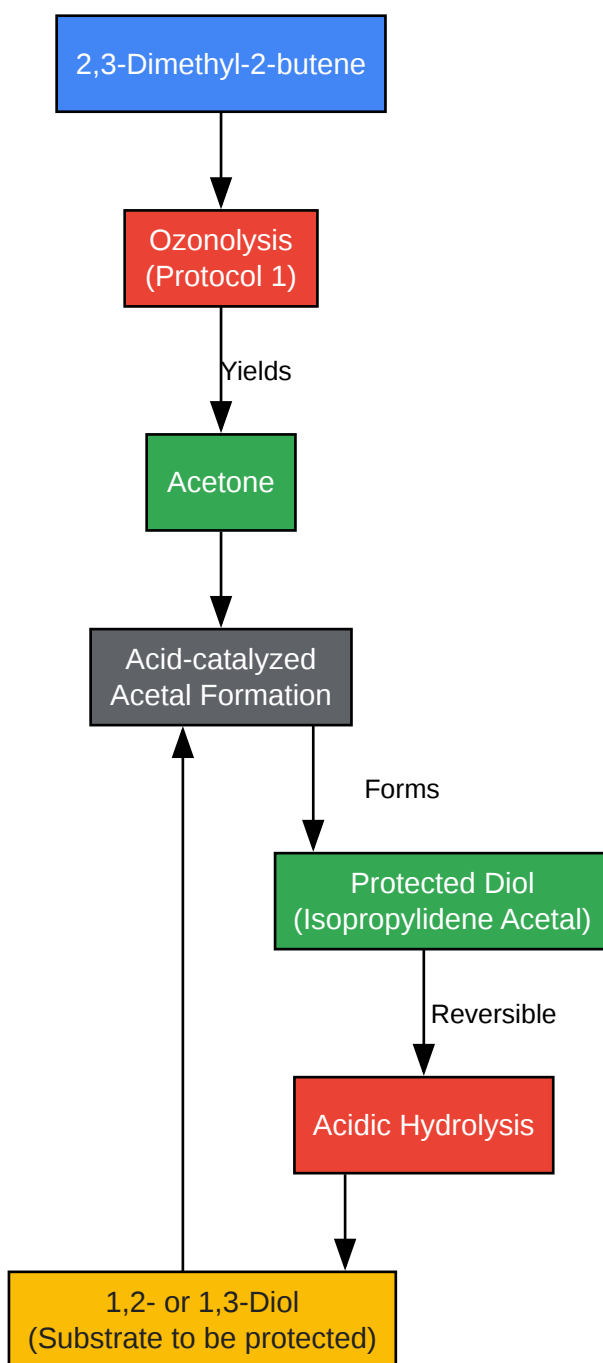 2,3-Dimethyl-2-butene
Ozonolysis
(Protocol 1)
Yields
Acetone
Acid-catalyzed
Acetal Formation
Forms
Protected Diol
(Isopropylidene Acetal)
Reversible
Acidic Hydrolysis
1,2- or 1,3-Diol
(Substrate to be protected)